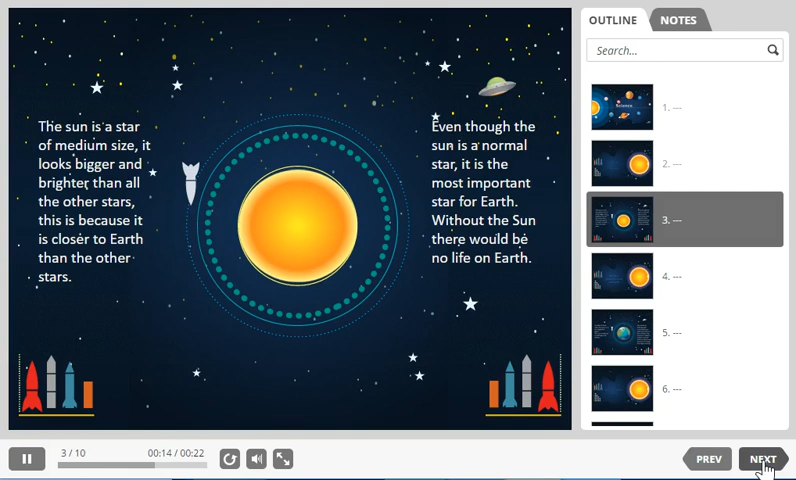 The sun is a star
of medium size, it
looks bigger and
brighter than all
the other stars,
this is because it
is closer to Earth
than the other
stars.
Even though the
sun is a normal
star, it is the
most important
star for Earth.
Without the Sun
there would be
no life on Earth.
OUTLINE
NOTES
Search...
1. ---
2. ---
3. ---
4. ---
5. ---
6. ---
3 / 10
00:14 / 00:22
PREV
NEXT